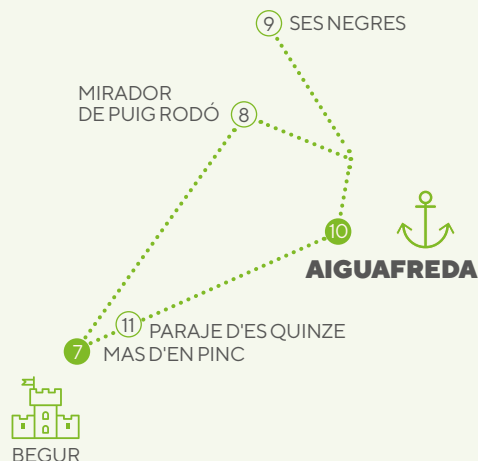 9 SES NEGRES
MIRADOR
DE PUIG RODÓ 8
10
AIGUAFREDA
11 PARAJE D'ES QUINZE
7 MAS D'EN PINC
BEGUR